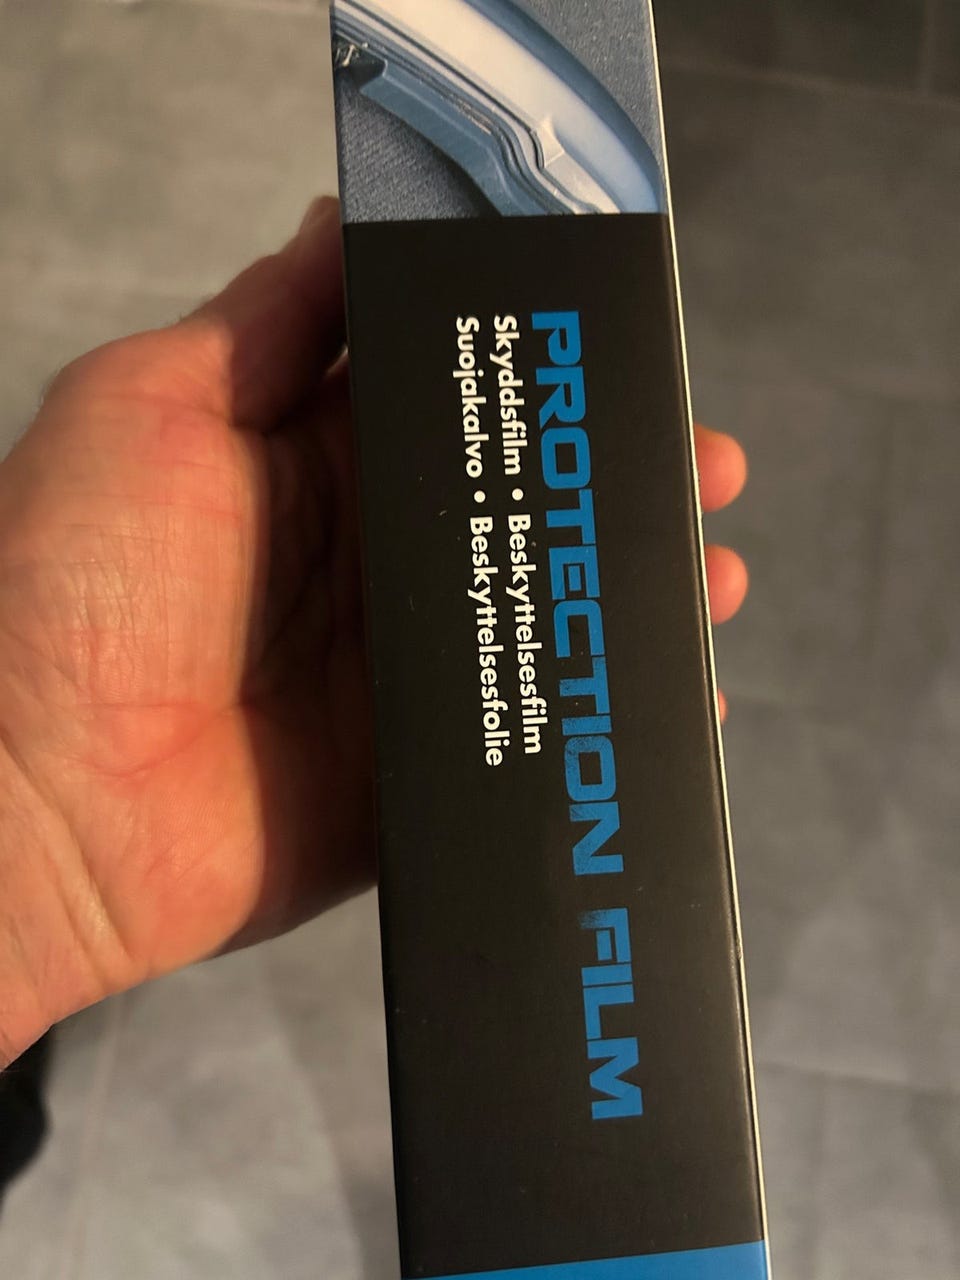 PROTECTION FILM
Skyddsfilm • Beskyttelsesfilm
Suojakalvo • Beskyttelsesfolie